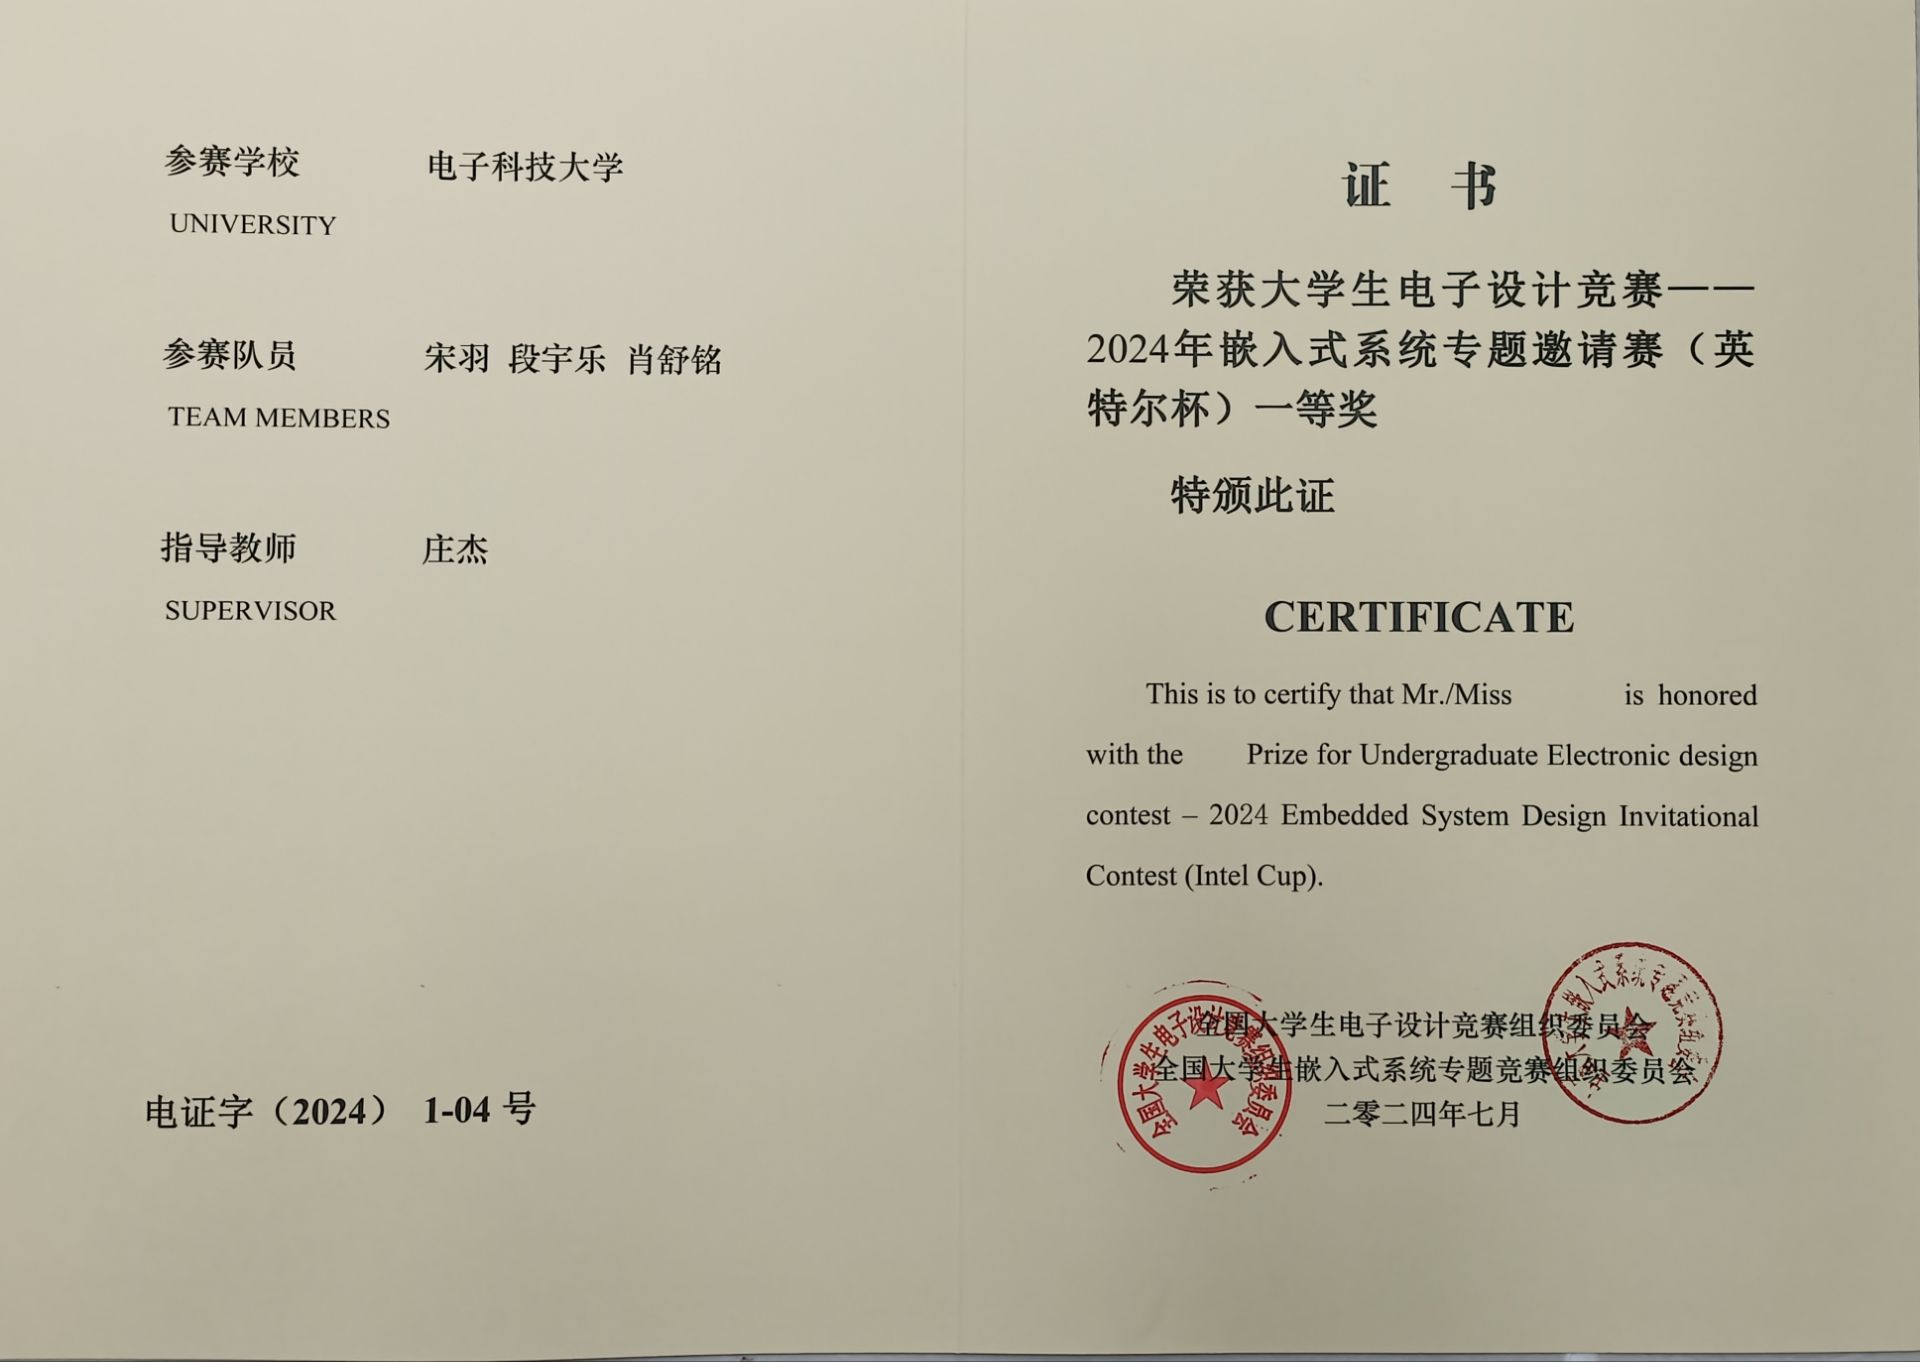 参赛学校 电子科技大学
UNIVERSITY
参赛队员 宋羽 段宇乐 肖舒铭
TEAM MEMBERS
指导教师 庄杰
SUPERVISOR
电证字（2024） 1-04 号
证 书
荣获大学生电子设计竞赛——
2024年嵌入式系统专题邀请赛（英
特尔杯）一等奖
特颁此证
CERTIFICATE
This is to certify that Mr./Miss is honored
with the Prize for Undergraduate Electronic design
contest – 2024 Embedded System Design Invitational
Contest (Intel Cup).
全国大学生电子设计竞赛组织委员会
全国大学生嵌入式系统专题竞赛组织委员会
二零二四年七月
全国大学生电子设计竞赛组织委员会
嵌入式系统专题竞赛组